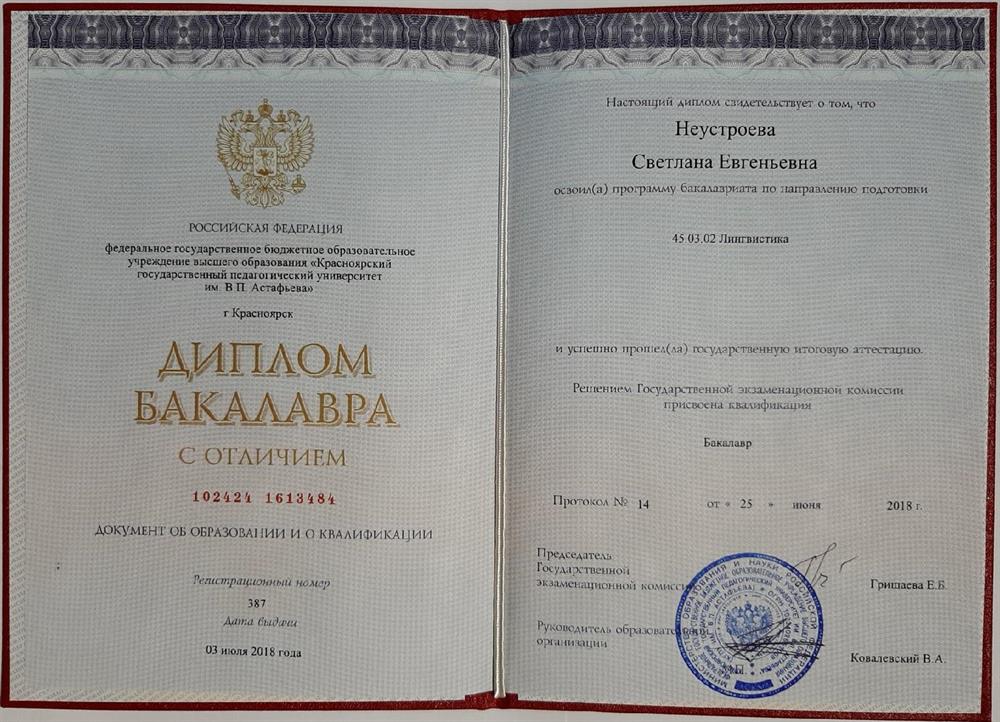 РОССИЙСКАЯ ФЕДЕРАЦИЯ
федеральное государственное бюджетное образовательное
учреждение высшего образования «Красноярский
государственный педагогический университет
им. В.П. Астафьева»
г Красноярск
ДИПЛОМ
БАКАЛАВРА
С ОТЛИЧИЕМ
102424 1613484
ДОКУМЕНТ ОБ ОБРАЗОВАНИИ И О КВАЛИФИКАЦИИ
Регистрационный номер
387
Дата выдачи
03 июля 2018 года
Настоящий диплом свидетельствует о том, что
Неустроева
Светлана Евгеньевна
освоил(а) программу бакалавриата по направлению подготовки
45.03.02 Лингвистика
и успешно прошел(ла) государственную итоговую аттестацию.
Решением Государственной экзаменационной комиссии
присвоена квалификация
Бакалавр
Протокол № 14 от « 25 » июня 2018 г.
Председатель
Государственной
экзаменационной комиссии
Гришаева Е.Б.
Руководитель образовательной
организации
Ковалевский В.А.
М.П.